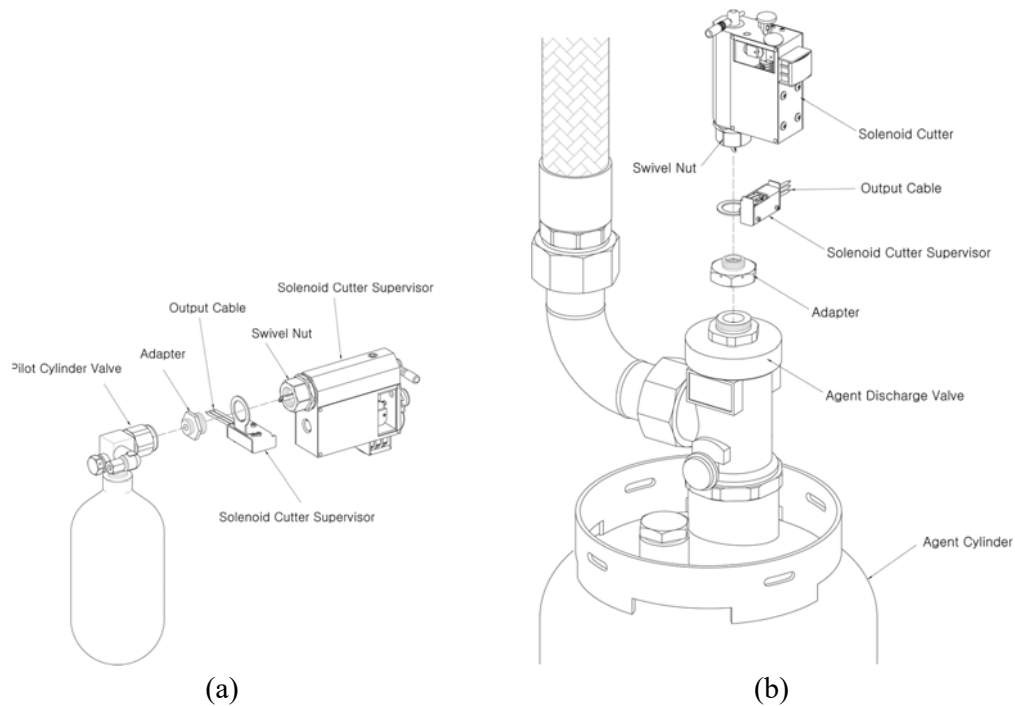 Solenoid Cutter Supervisor
Output Cable
Swivel Nut
Adapter
Pilot Cylinder Valve
Solenoid Cutter Supervisor
(a)
Solenoid Cutter
Swivel Nut
Output Cable
Solenoid Cutter Supervisor
Adapter
Agent Discharge Valve
Agent Cylinder
(b)